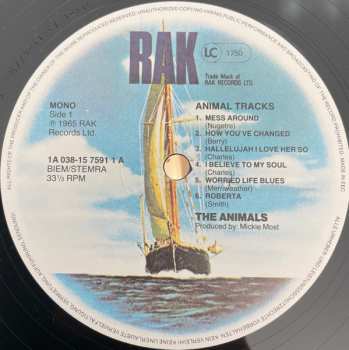 RAK
LC 1750
Trade Mark of
RAK RECORDS LTD.
MONO
Side 1
℗ 1965 RAK
Records Ltd.
1A 038-15 7591 1 A
BIEM/STEMRA
33⅓ RPM
ANIMAL TRACKS
1. MESS AROUND
(Nugetre)
2. HOW YOU'VE CHANGED
(Berry)
3. HALLELUJAH I LOVE HER SO
(Charles)
4. I BELIEVE TO MY SOUL
(Charles)
5. WORRIED LIFE BLUES
(Merriweather)
6. ROBERTA
(Smith)
THE ANIMALS
Produced by: Mickie Most